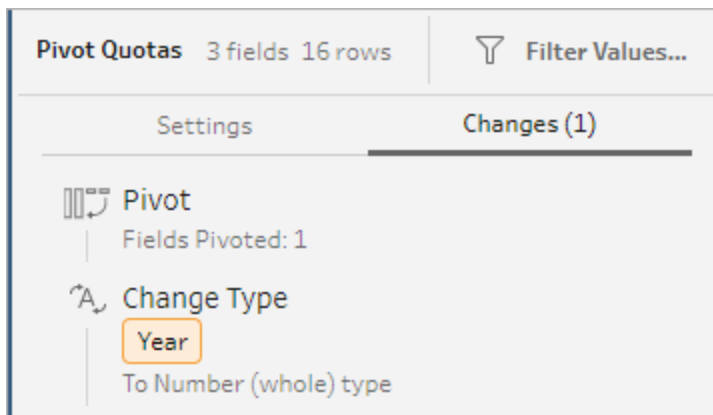 Pivot Quotas 3 fields 16 rows Filter Values...
Settings Changes (1)
Pivot
Fields Pivoted: 1
Change Type
Year
To Number (whole) type